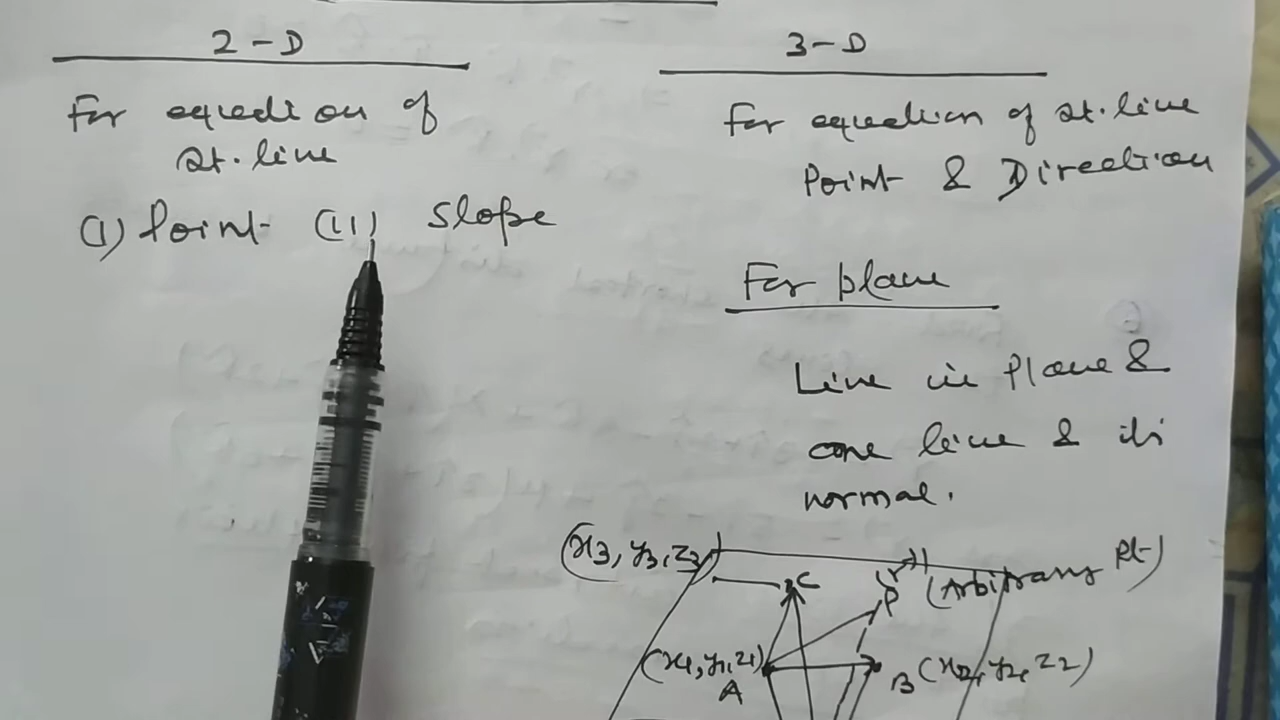 2-D
For equation of
st. line
(I) Point (II) Slope
3-D
For equation of st. line
Point & Direction
For plane
Line in Plane &
one line & its
normal.
(x3, y3, z3)
C
P (r) (Arbitrary Pt)
(x1, y1, z1)
A
B (x2, y2, z2)